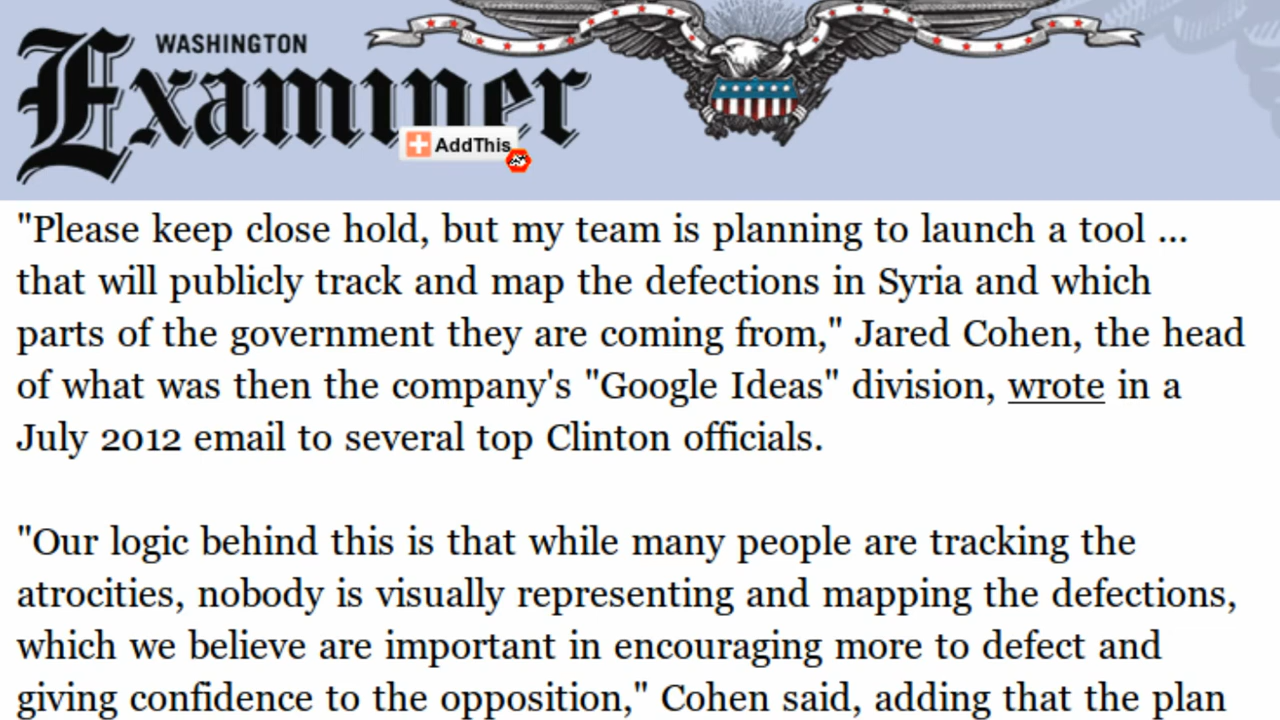 WASHINGTON
Examiner
AddThis
"Please keep close hold, but my team is planning to launch a tool ...
that will publicly track and map the defections in Syria and which
parts of the government they are coming from," Jared Cohen, the head
of what was then the company's "Google Ideas" division, wrote in a
July 2012 email to several top Clinton officials.
"Our logic behind this is that while many people are tracking the
atrocities, nobody is visually representing and mapping the defections,
which we believe are important in encouraging more to defect and
giving confidence to the opposition," Cohen said, adding that the plan